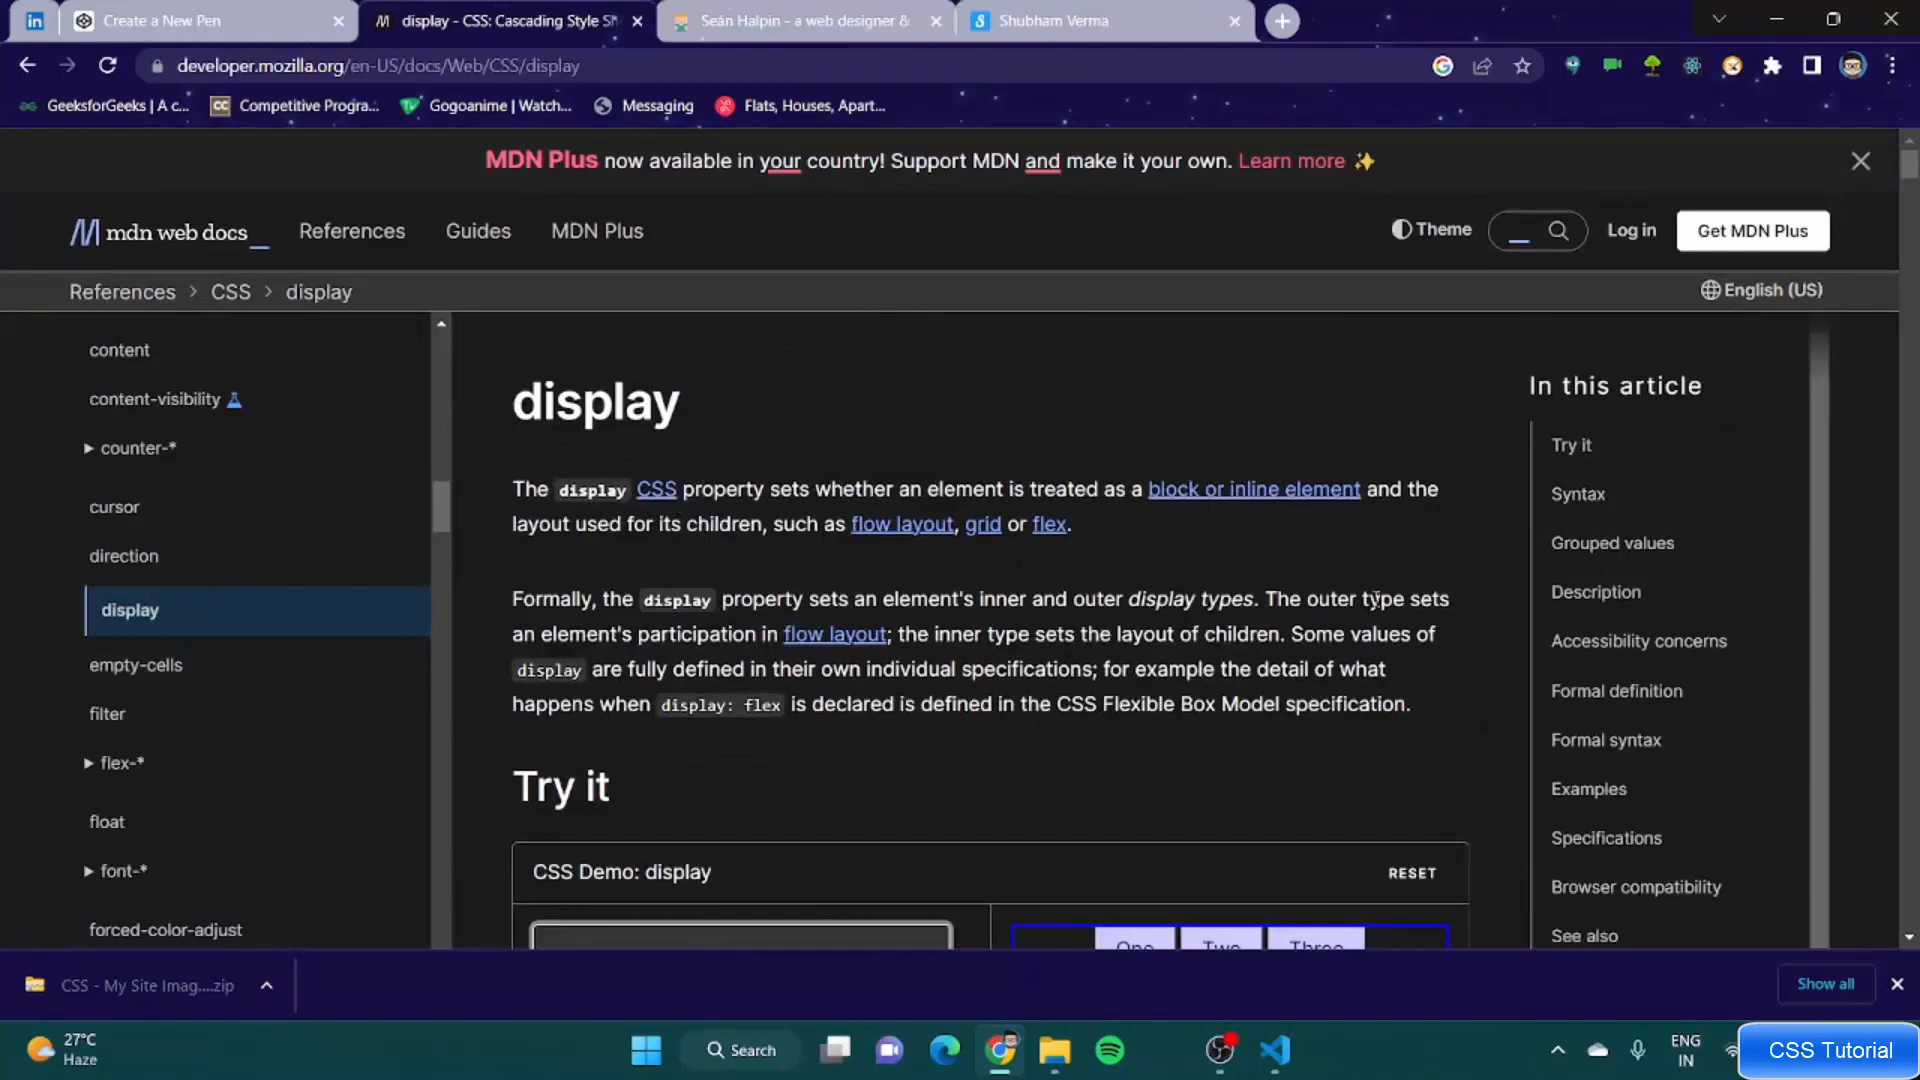 Create a New Pen
display - CSS: Cascading Style Sh
Seán Halpin - a web designer &
Shubham Verma
developer.mozilla.org/en-US/docs/Web/CSS/display
GeeksforGeeks | A c...
CC Competitive Progra...
Gogoanime | Watch...
Messaging
Flats, Houses, Apart...
MDN Plus now available in your country! Support MDN and make it your own. Learn more ✨
mdn web docs_
References
Guides
MDN Plus
Theme
Log in
Get MDN Plus
References > CSS > display
English (US)
content
content-visibility
counter-*
cursor
direction
display
empty-cells
filter
flex-*
float
font-*
forced-color-adjust
display
The display CSS property sets whether an element is treated as a block or inline element and the
layout used for its children, such as flow layout, grid or flex.
Formally, the display property sets an element's inner and outer display types. The outer type sets
an element's participation in flow layout; the inner type sets the layout of children. Some values of
display are fully defined in their own individual specifications; for example the detail of what
happens when display: flex is declared is defined in the CSS Flexible Box Model specification.
Try it
CSS Demo: display
RESET
One
Two
Three
In this article
Try it
Syntax
Grouped values
Description
Accessibility concerns
Formal definition
Formal syntax
Examples
Specifications
Browser compatibility
See also
CSS - My Site Imag....zip
Show all
27°C
Haze
Search
ENG
IN
CSS Tutorial